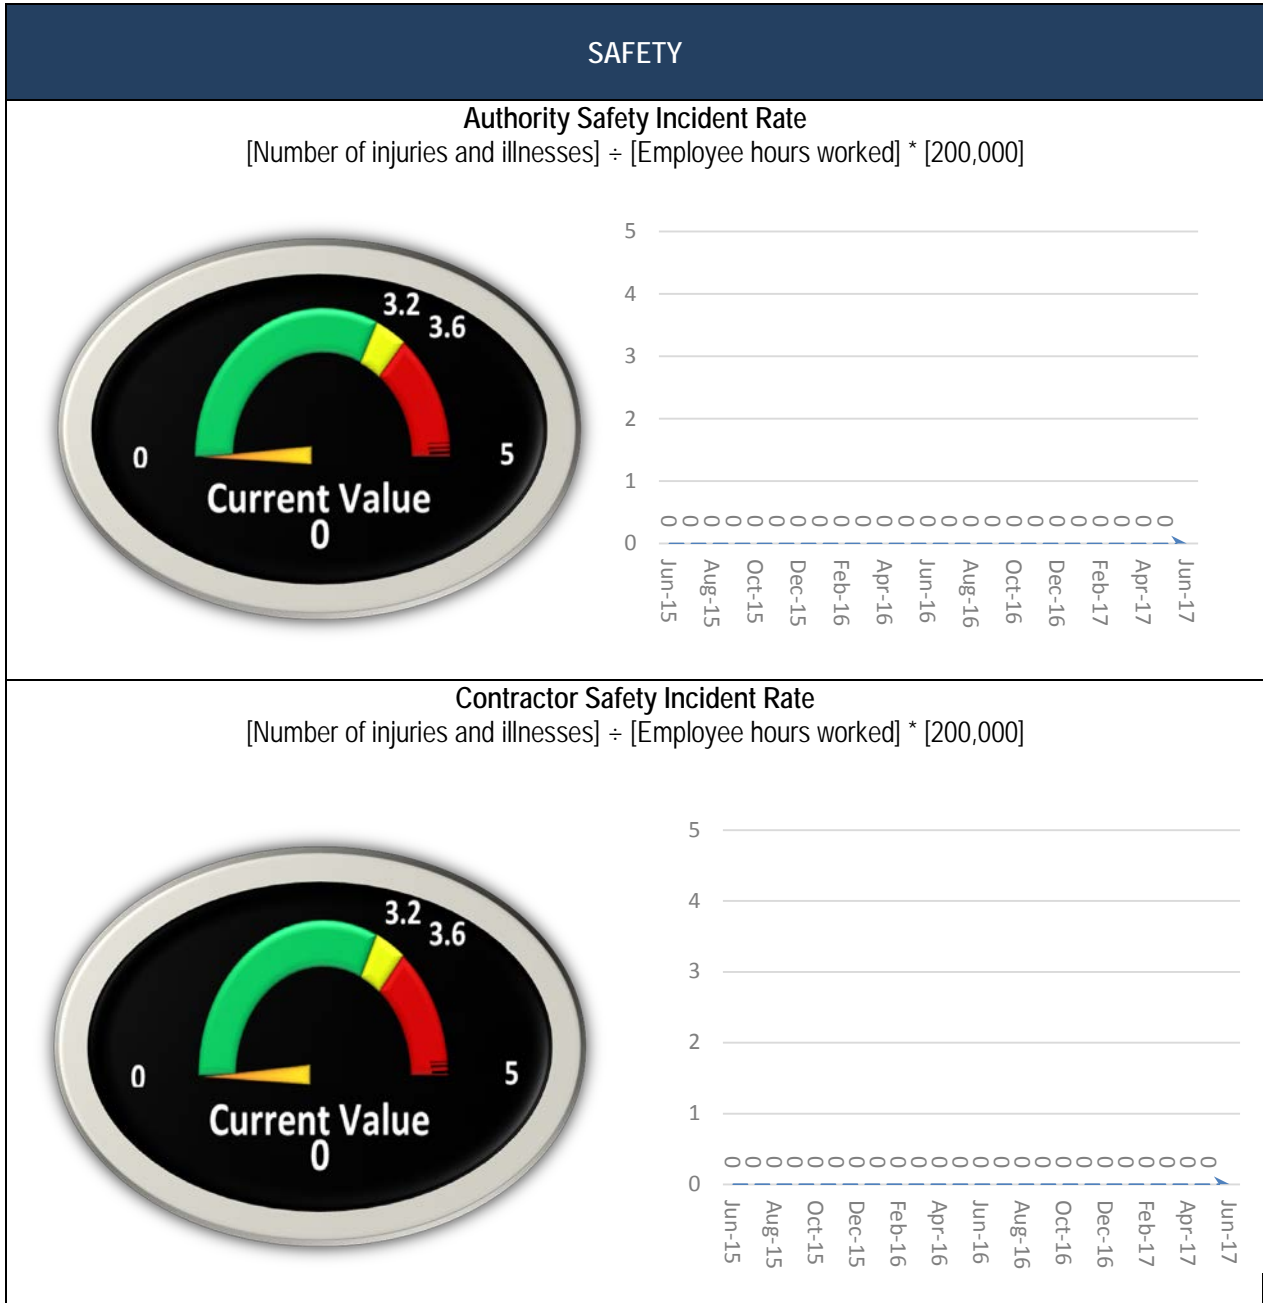 SAFETY
Authority Safety Incident Rate
[Number of injuries and illnesses] ÷ [Employee hours worked] * [200,000]
3.2
3.6
0
5
Current Value
0
5
4
3
2
1
0
0 0 0 0 0 0 0 0 0 0 0 0 0 0 0 0 0 0 0 0 0 0 0 0
Jun-15 Aug-15 Oct-15 Dec-15 Feb-16 Apr-16 Jun-16 Aug-16 Oct-16 Dec-16 Feb-17 Apr-17 Jun-17
Contractor Safety Incident Rate
[Number of injuries and illnesses] ÷ [Employee hours worked] * [200,000]
3.2
3.6
0
5
Current Value
0
5
4
3
2
1
0
0 0 0 0 0 0 0 0 0 0 0 0 0 0 0 0 0 0 0 0 0 0 0 0
Jun-15 Aug-15 Oct-15 Dec-15 Feb-16 Apr-16 Jun-16 Aug-16 Oct-16 Dec-16 Feb-17 Apr-17 Jun-17